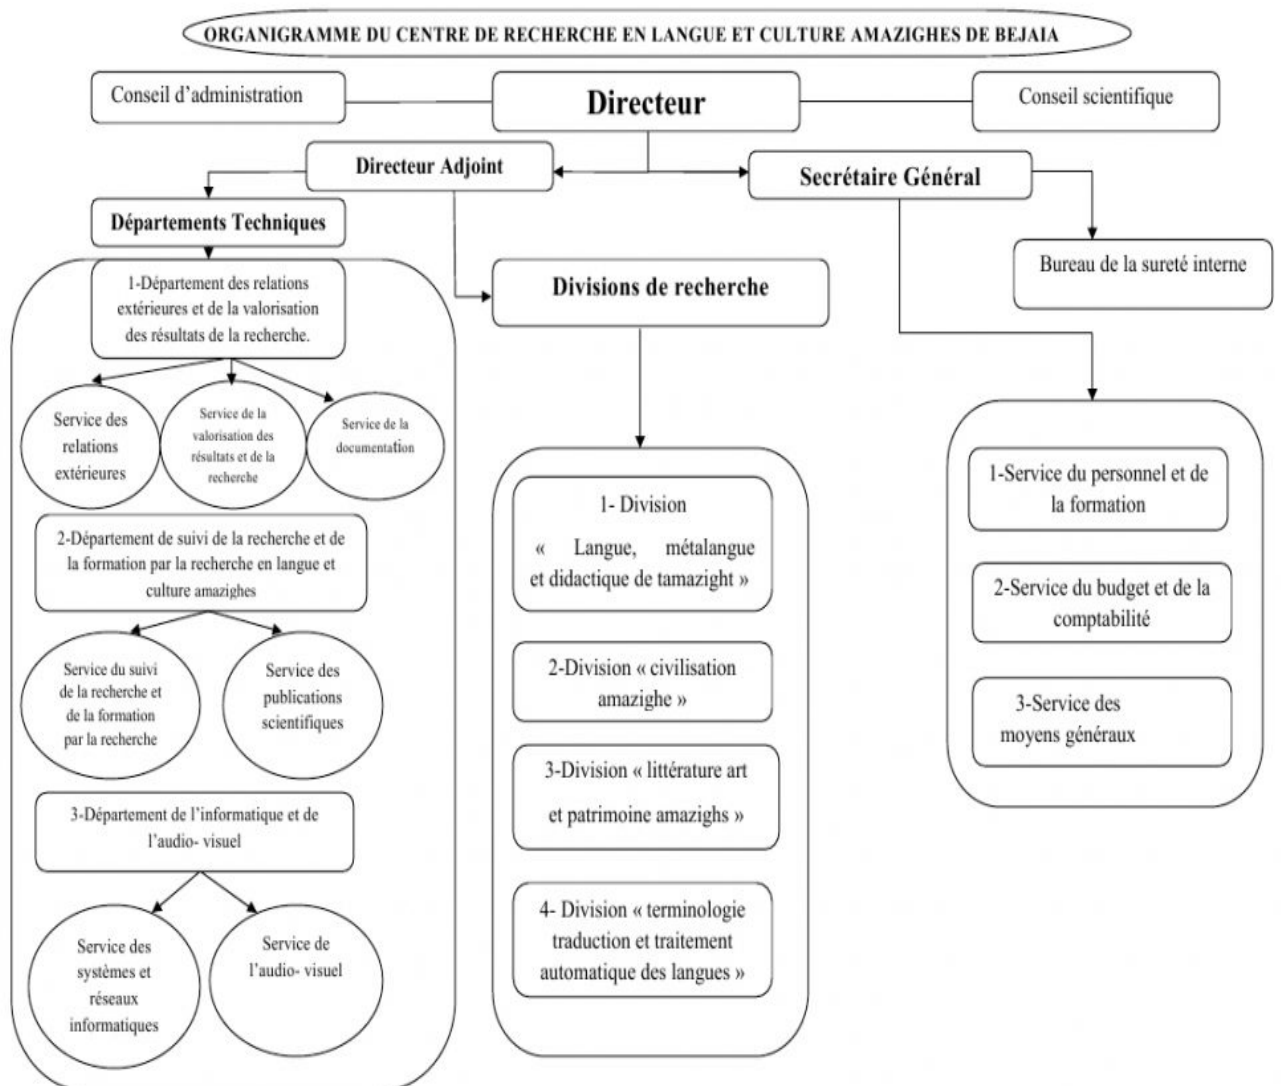 ORGANIGRAMME DU CENTRE DE RECHERCHE EN LANGUE ET CULTURE AMAZIGHES DE BEJAIA
Conseil d'administration
Directeur
Conseil scientifique
Directeur Adjoint
Secrétaire Général
Départements Techniques
Bureau de la sureté interne
1-Département des relations
extérieures et de la valorisation
des résultats de la recherche.
Service des
relations
extérieures
Service de la
valorisation des
résultats et de la
recherche
Service de la
documentation
2-Département de suivi de la recherche et de
la formation par la recherche en langue et
culture amazighes
Service du suivi
de la recherche et
de la formation
par la recherche
Service des
publications
scientifiques
3-Département de l'informatique et de
l'audio- visuel
Service des
systèmes et
réseaux
informatiques
Service de
l'audio- visuel
Divisions de recherche
1- Division
« Langue, métalangue
et didactique de tamazight »
2-Division « civilisation
amazighe »
3-Division « littérature art
et patrimoine amazighs »
4- Division « terminologie
traduction et traitement
automatique des langues »
1-Service du personnel et de
la formation
2-Service du budget et de la
comptabilité
3-Service des
moyens généraux